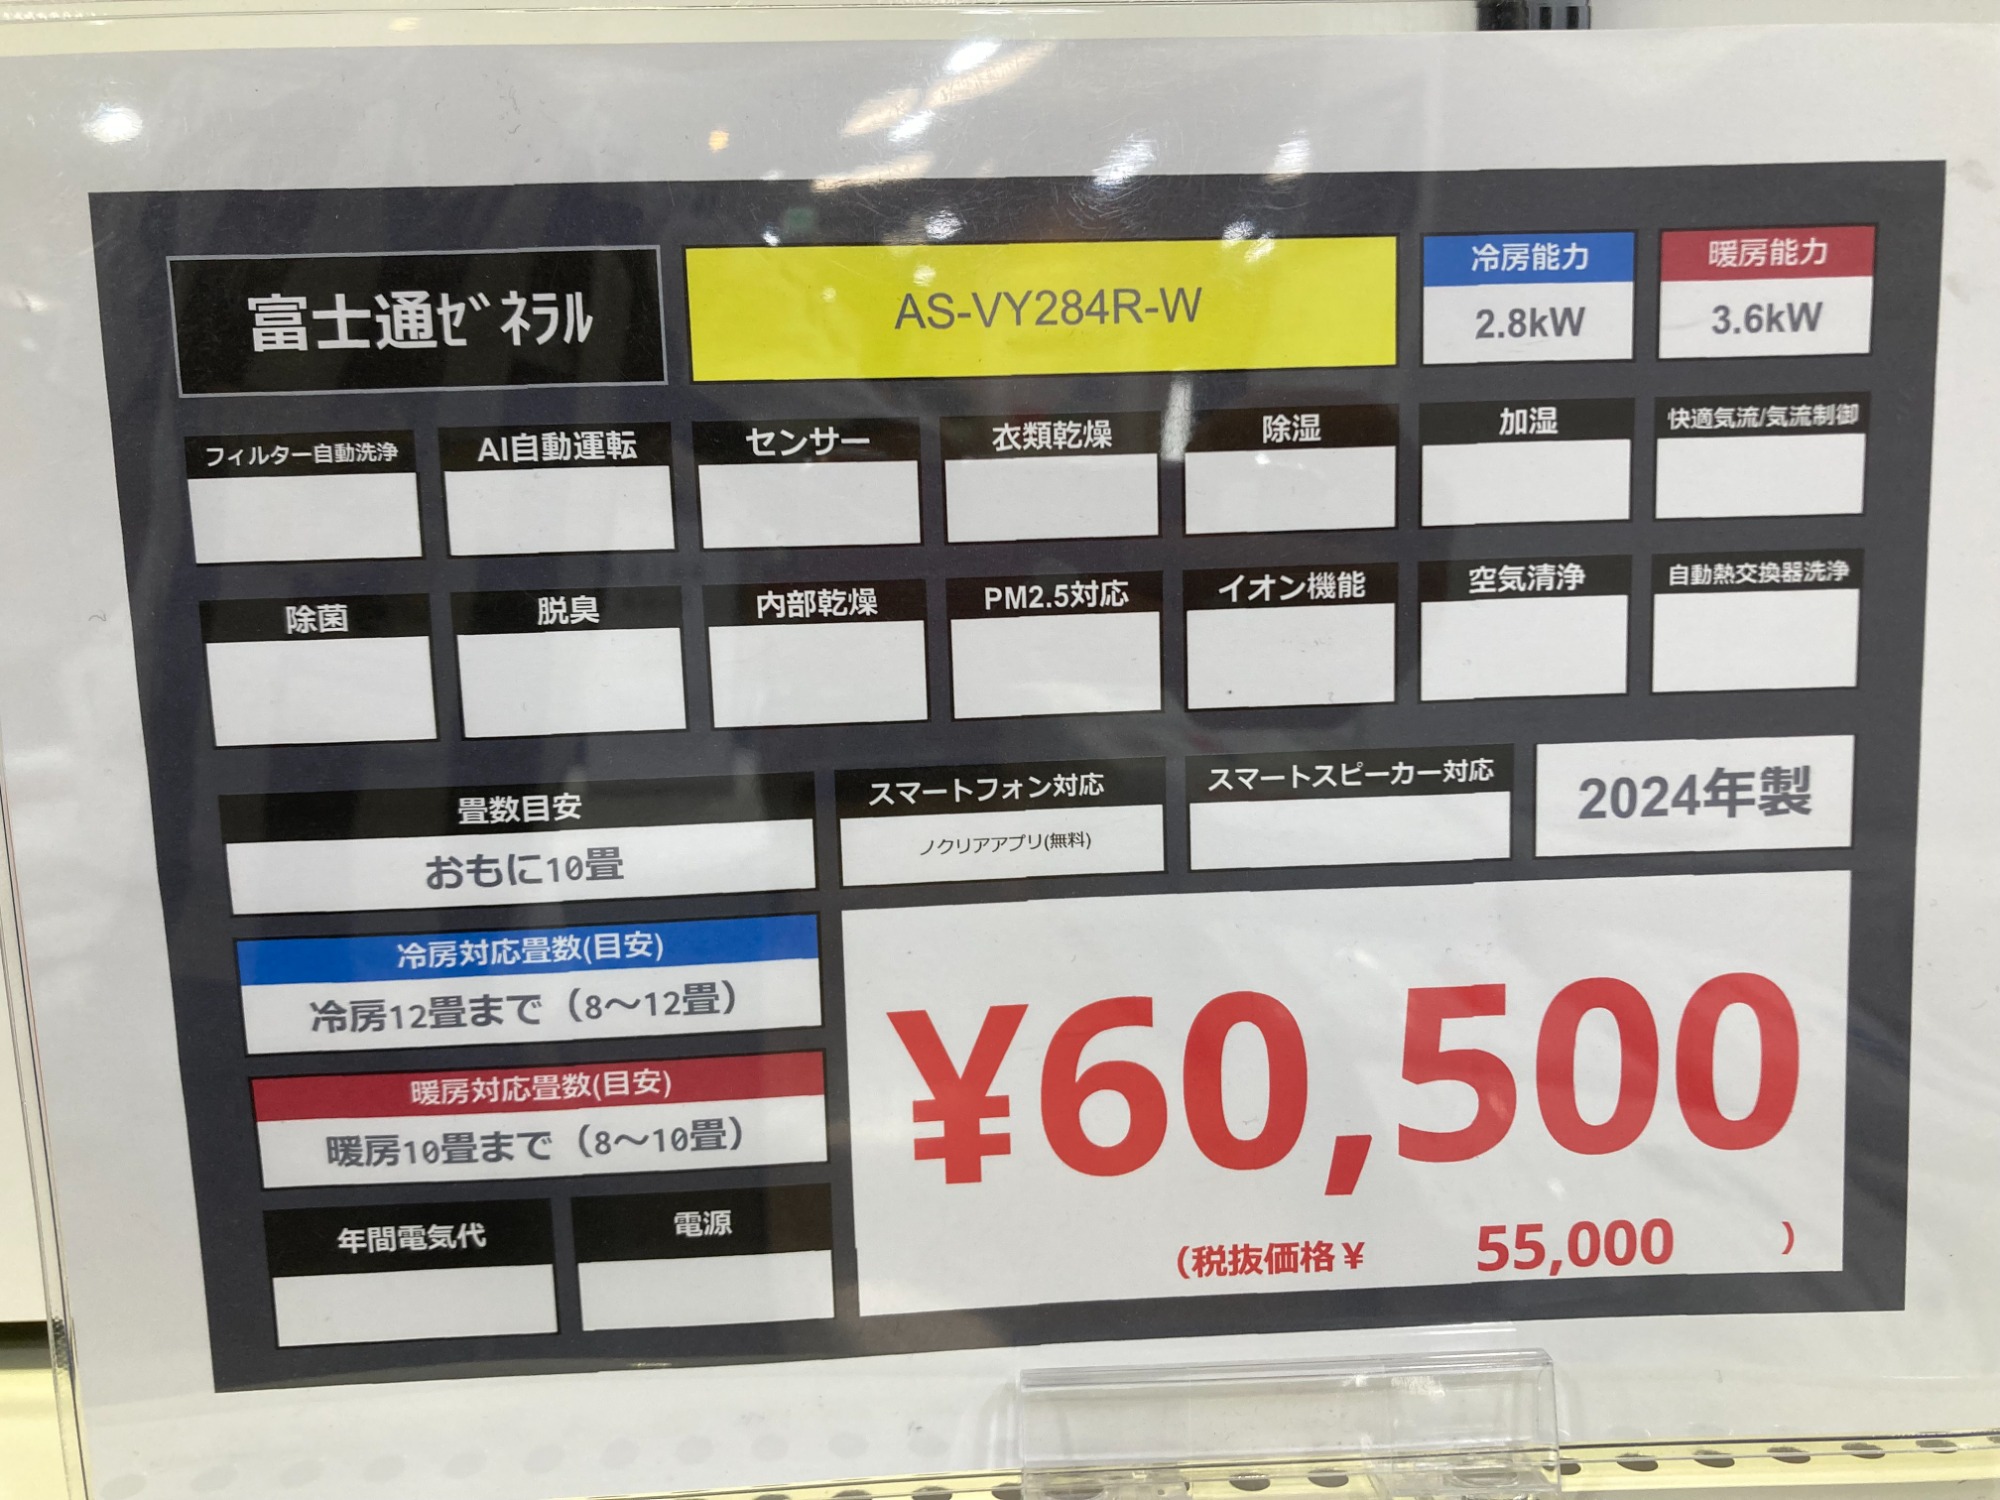 富士通ｾﾞﾈﾗﾙ
AS-VY284R-W
冷房能力
2.8kW
暖房能力
3.6kW
フィルター自動洗浄
AI自動運転
センサー
衣類乾燥
除湿
加湿
快適気流/気流制御
除菌
脱臭
内部乾燥
PM2.5対応
イオン機能
空気清浄
自動熱交換器洗浄
畳数目安
おもに10畳
スマートフォン対応
ノクリアアプリ(無料)
スマートスピーカー対応
2024年製
冷房対応畳数(目安)
冷房12畳まで（8～12畳）
暖房対応畳数(目安)
暖房10畳まで（8～10畳）
年間電気代
電源
¥60,500
（税抜価格¥ 55,000 ）